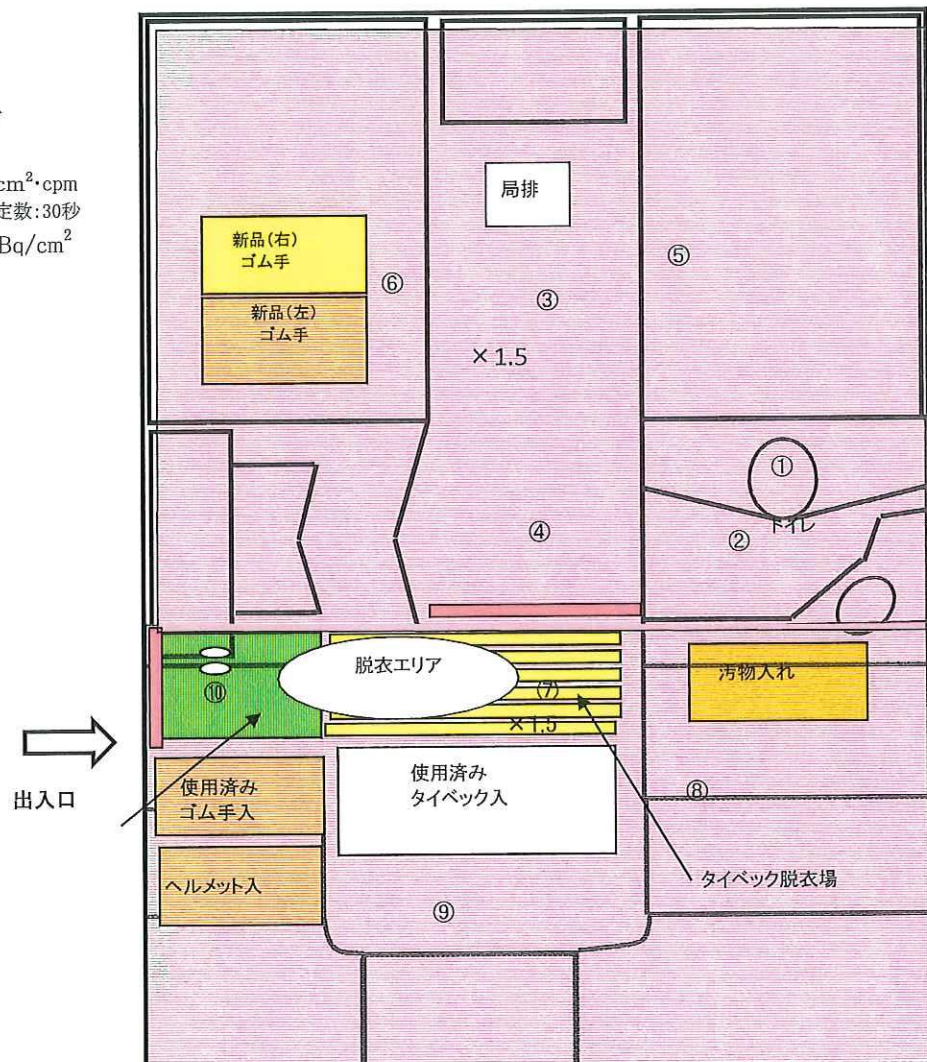 cm²・cpm
定数:30秒
Bq/cm²
局排
新品(右)
ゴム手
⑤
⑥
③
新品(左)
ゴム手
×1.5
①
④
②
トイレ
脱衣エリア
汚物入れ
⑩
(7)
×1.5
使用済み
タイベック入
使用済み
ゴム手入
⑧
出入口
ヘルメット入
タイベック脱衣場
⑨